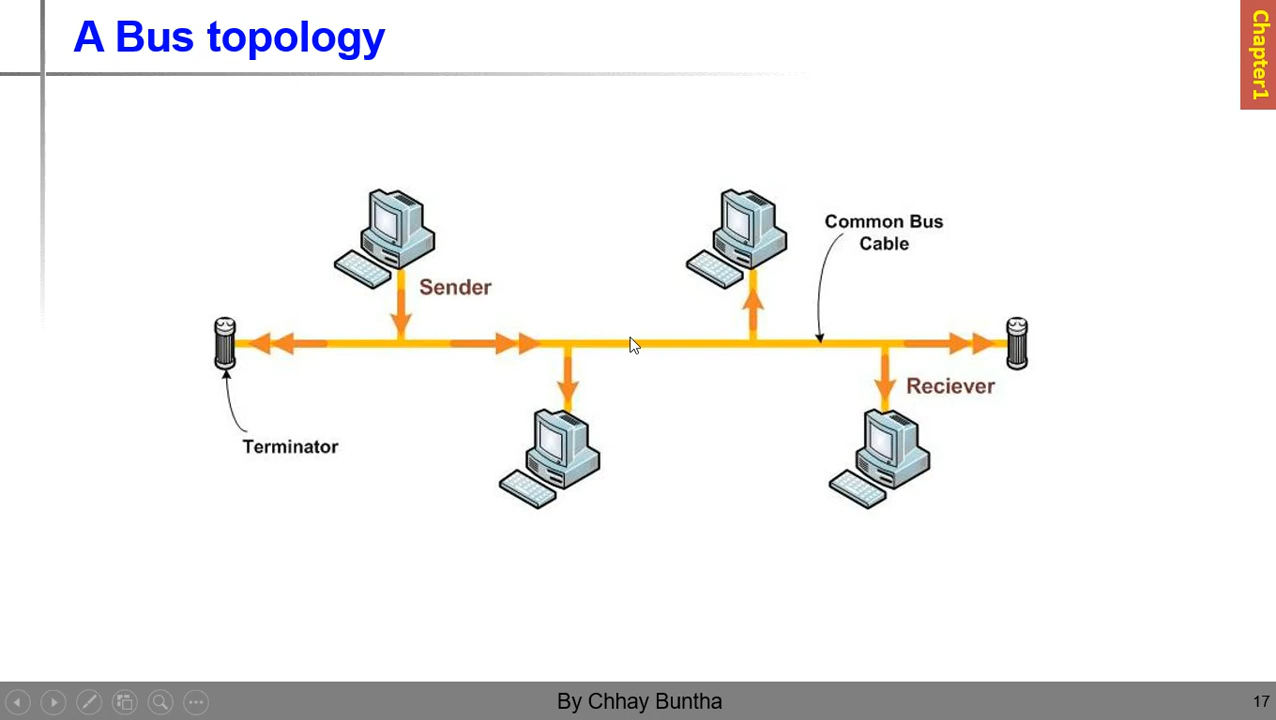 A Bus topology
Chapter1
Common Bus
Cable
Sender
Reciever
Terminator
By Chhay Buntha
17